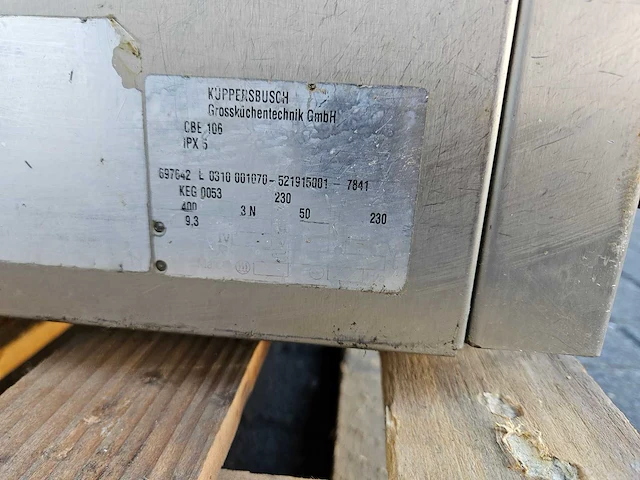 KÜPPERSBUSCH
Grossküchentechnik GmbH
CBE 106
IPX 5
697642 L 0310 001070-521915001 - 7841
KEG 0053 230
400 3 N 50 230
9,3